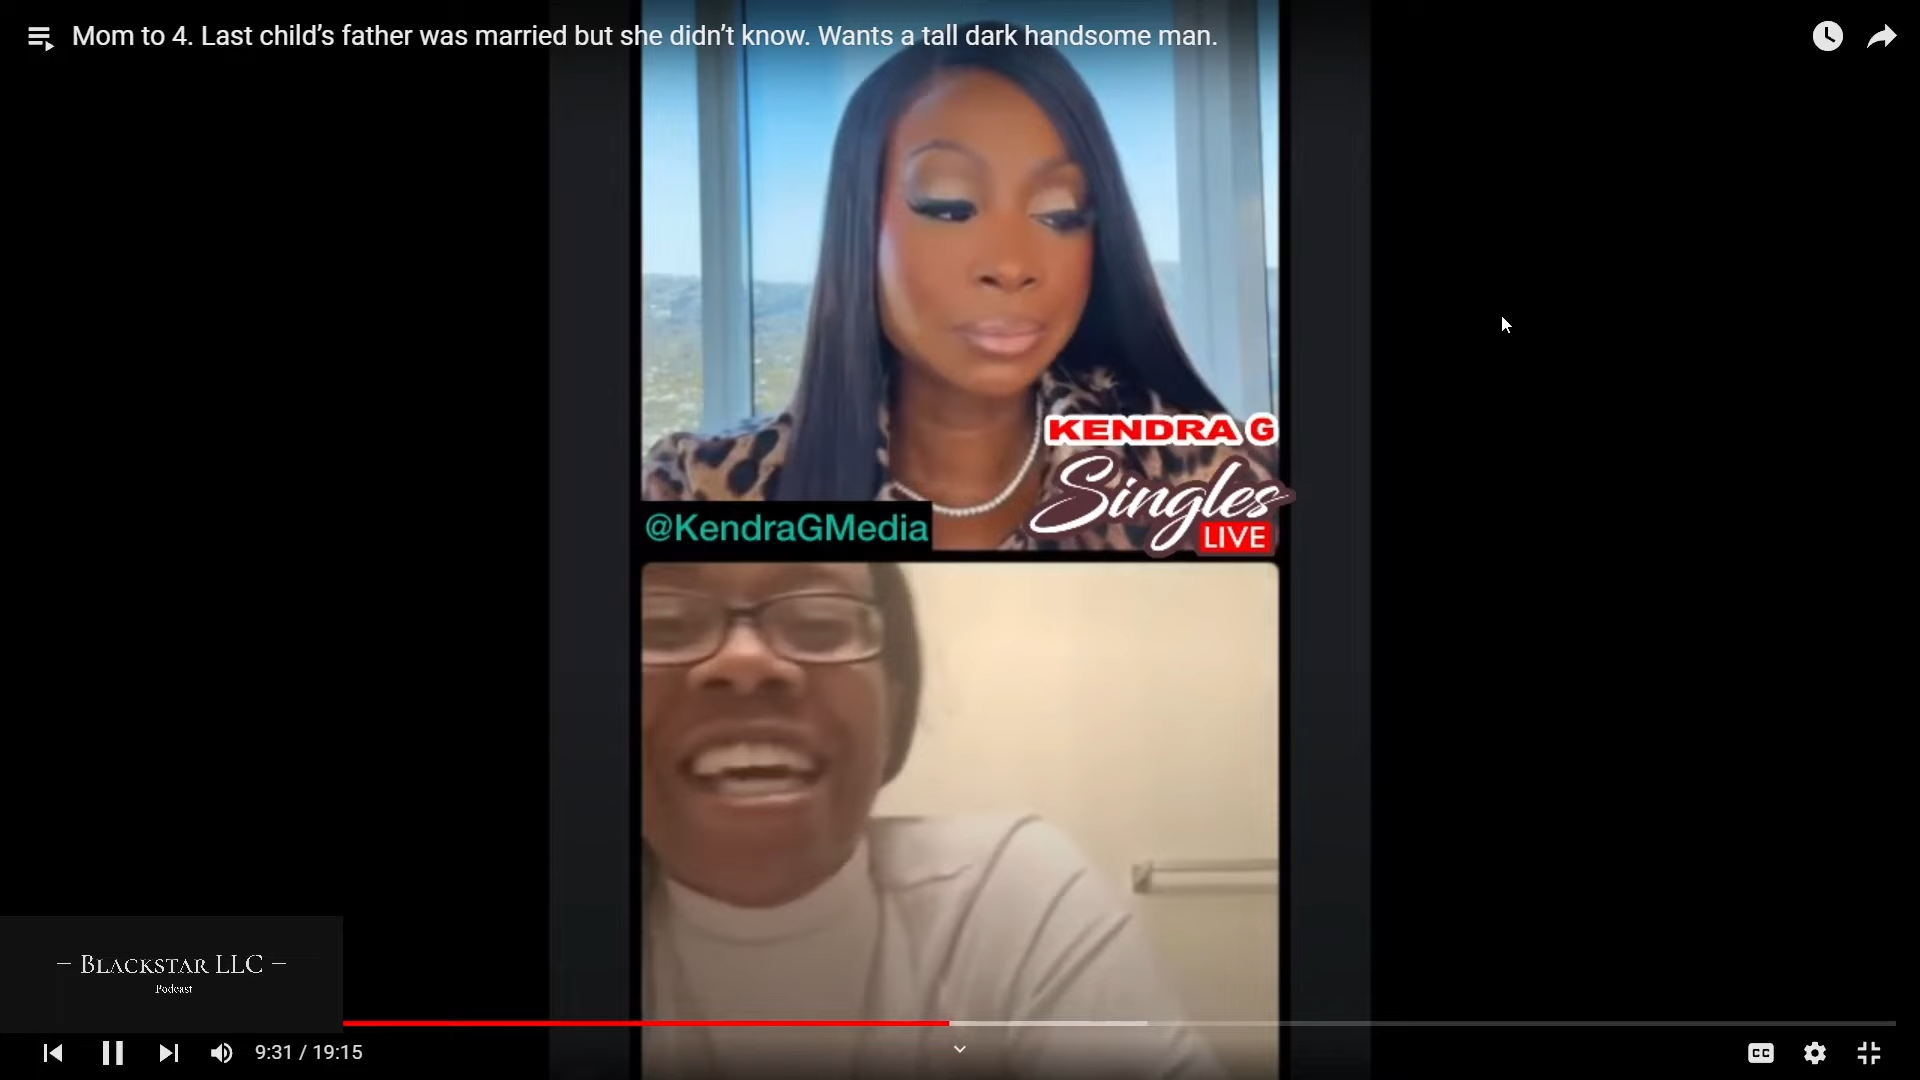 Mom to 4. Last child’s father was married but she didn’t know. Wants a tall dark handsome man.
KENDRA G
Singles
LIVE
@KendraGMedia
– BLACKSTAR LLC –
Podcast
9:31 / 19:15
CC